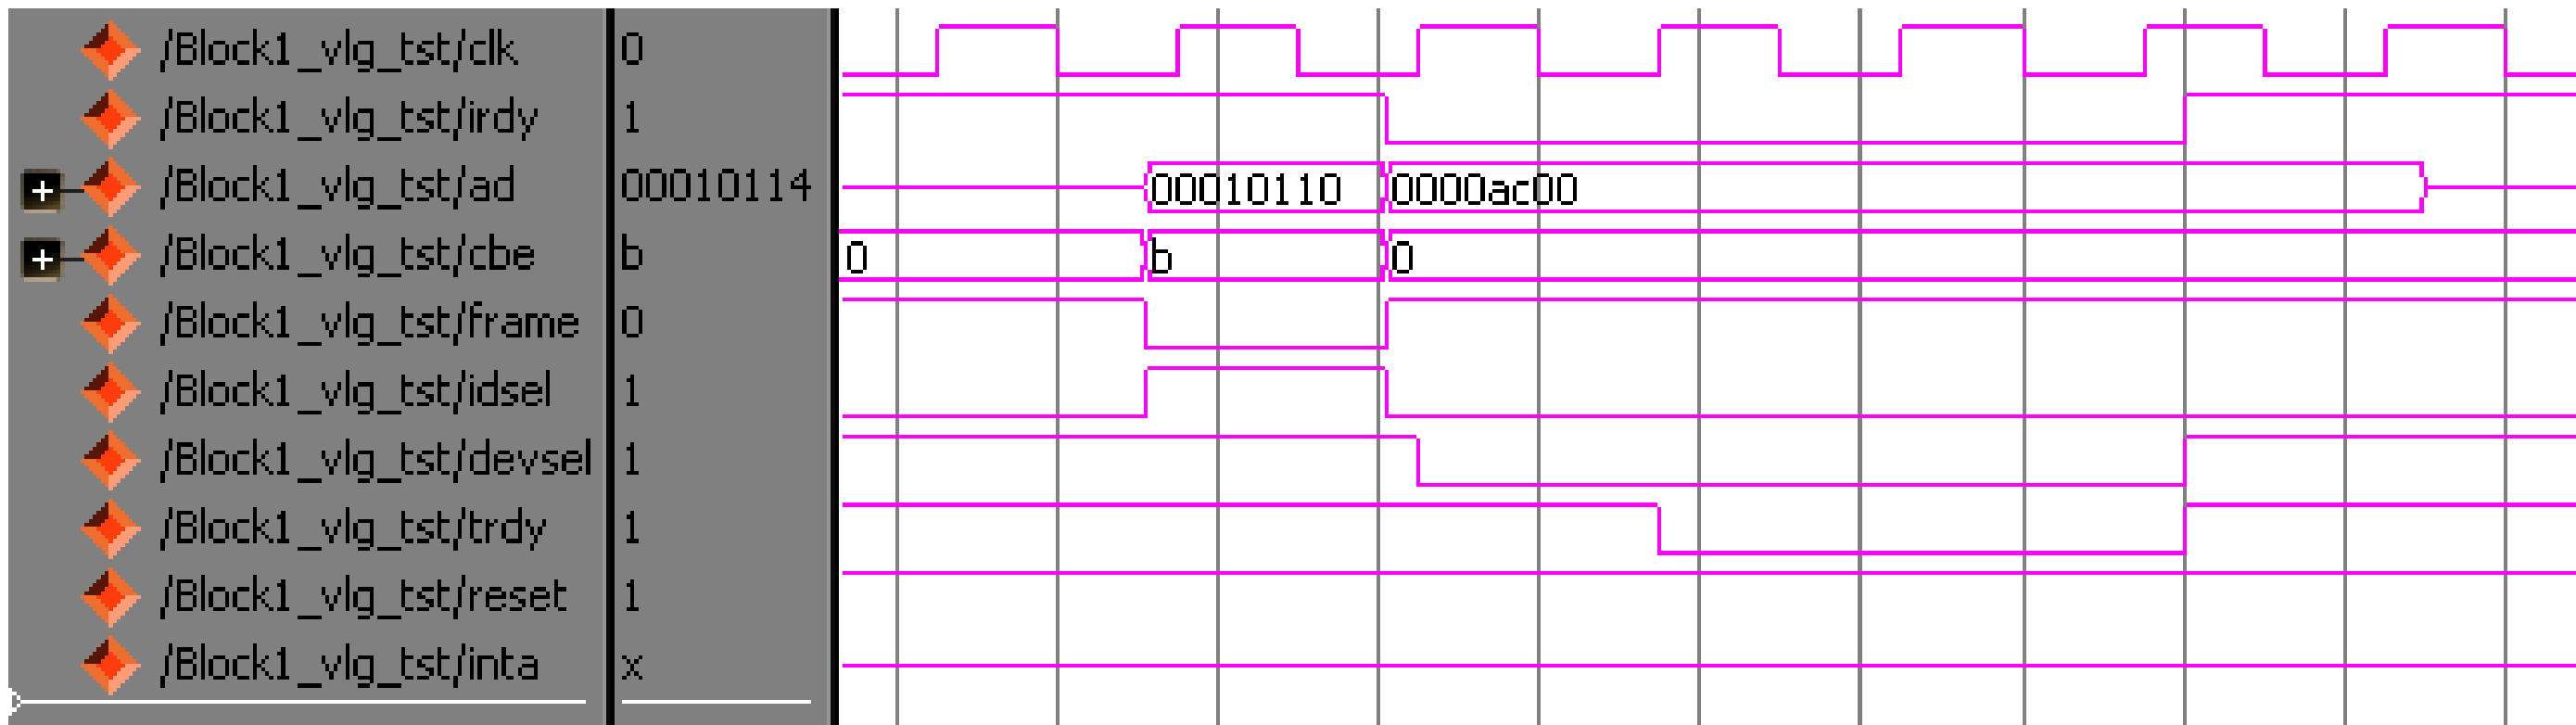 /Block1_vlg_tst/clk 0
/Block1_vlg_tst/irdy 1
/Block1_vlg_tst/ad 00010114 00010110 0000ac00
/Block1_vlg_tst/cbe b 0 b 0
/Block1_vlg_tst/frame 0
/Block1_vlg_tst/idsel 1
/Block1_vlg_tst/devsel 1
/Block1_vlg_tst/trdy 1
/Block1_vlg_tst/reset 1
/Block1_vlg_tst/inta x